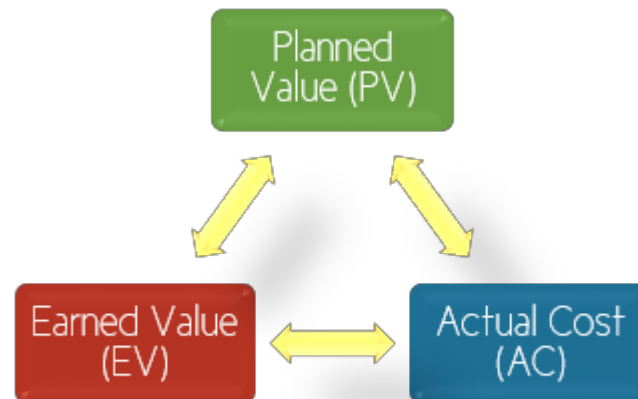 Planned
Value (PV)
Earned Value
(EV)
Actual Cost
(AC)